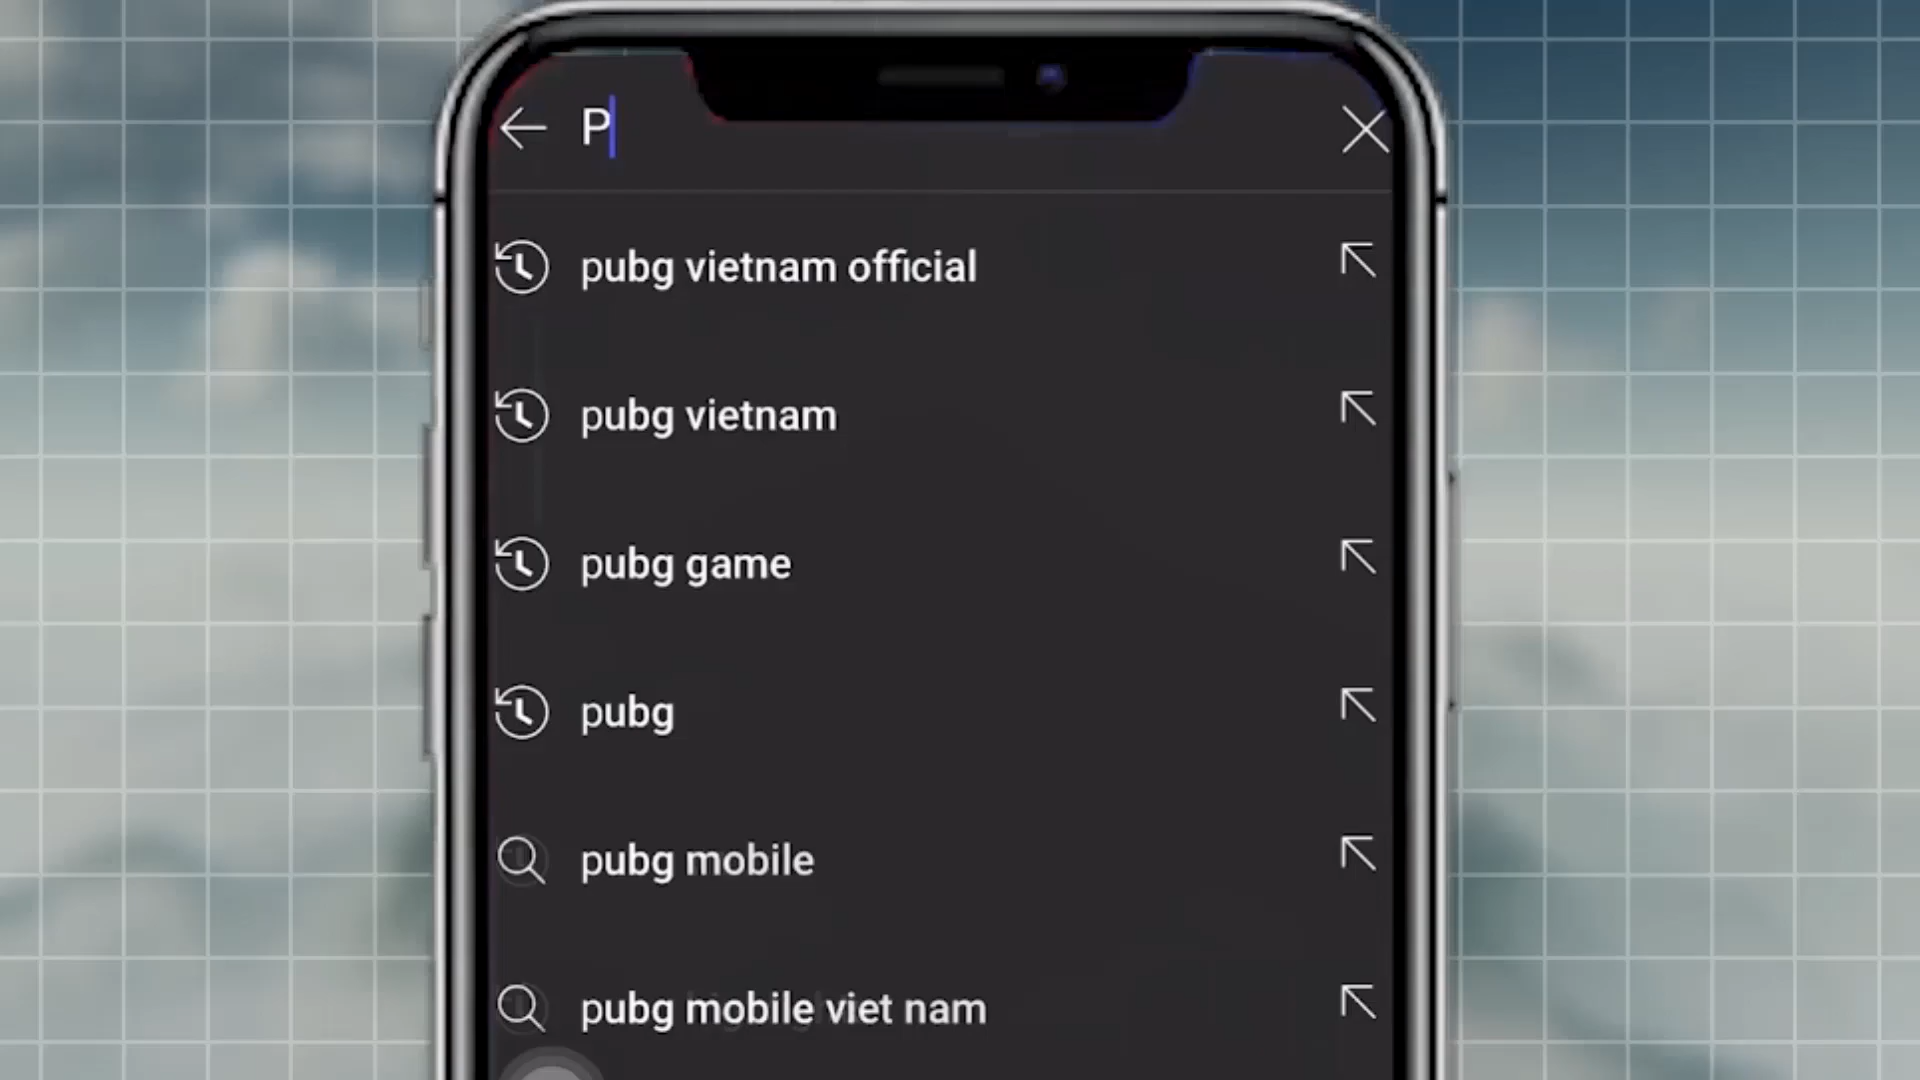 P
pubg vietnam official
pubg vietnam
pubg game
pubg
pubg mobile
pubg mobile viet nam